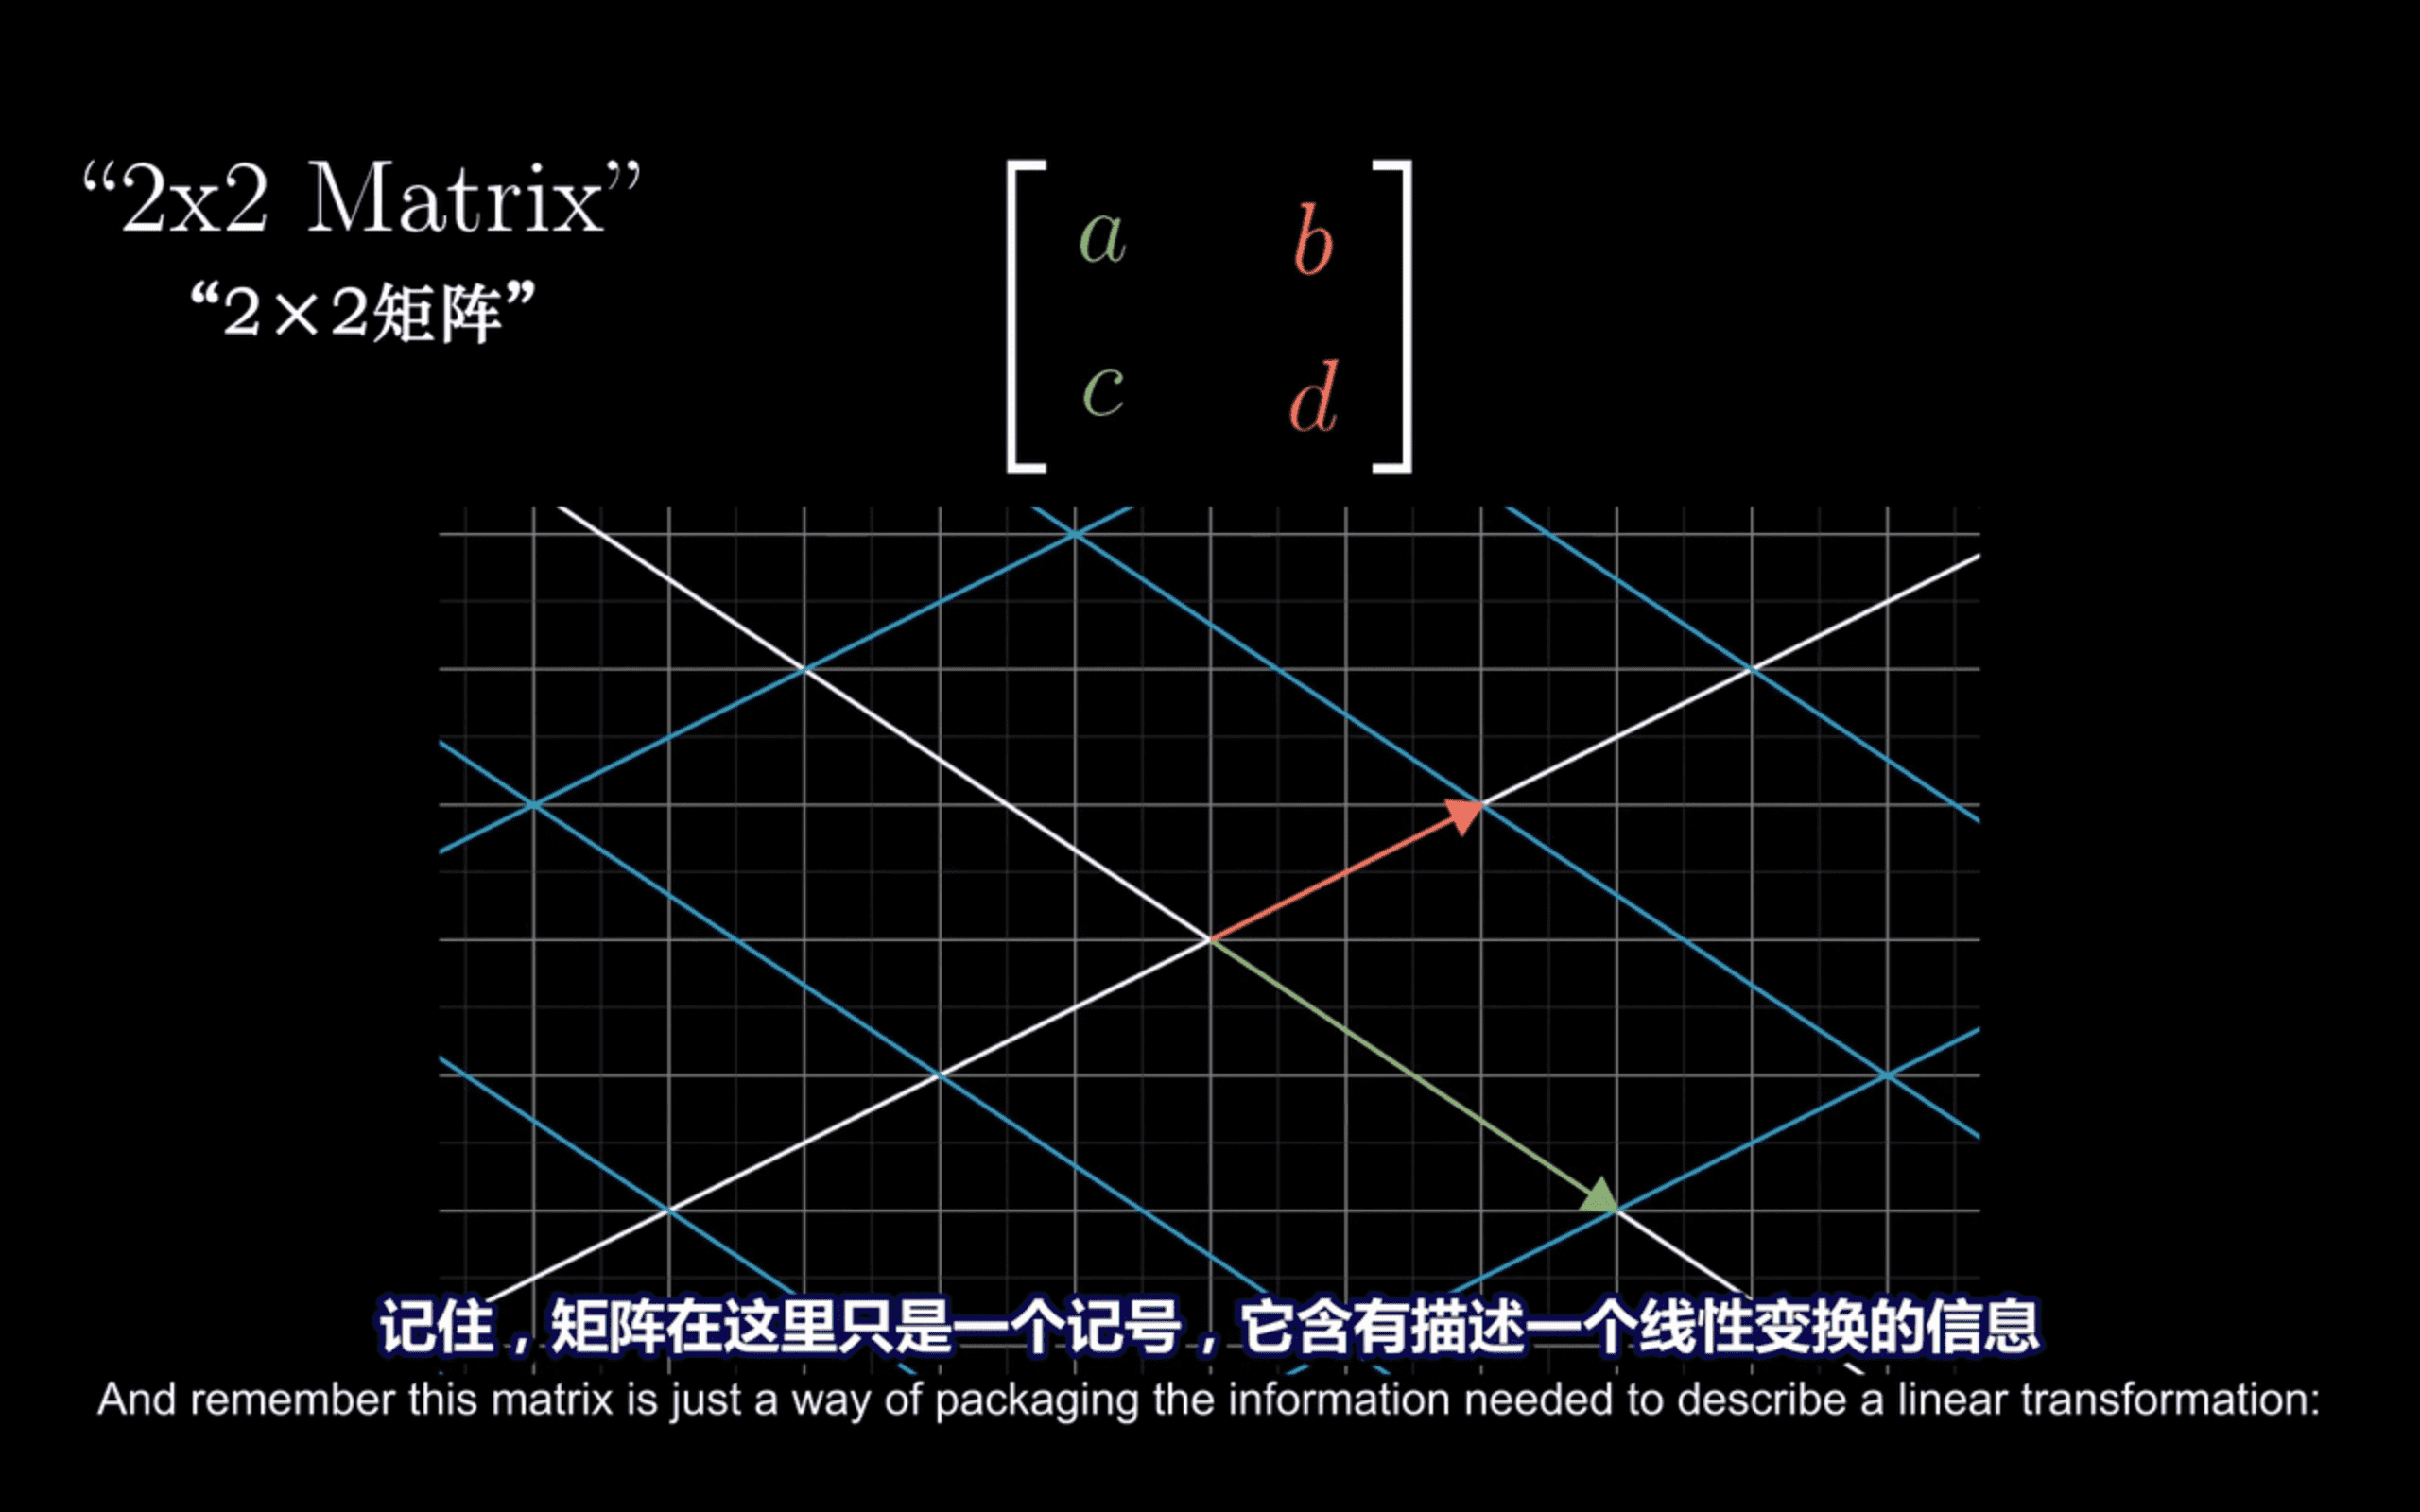 “2x2 Matrix”
“2×2矩阵”
a b
c d
记住，矩阵在这里只是一个记号，它含有描述一个线性变换的信息
And remember this matrix is just a way of packaging the information needed to describe a linear transformation: